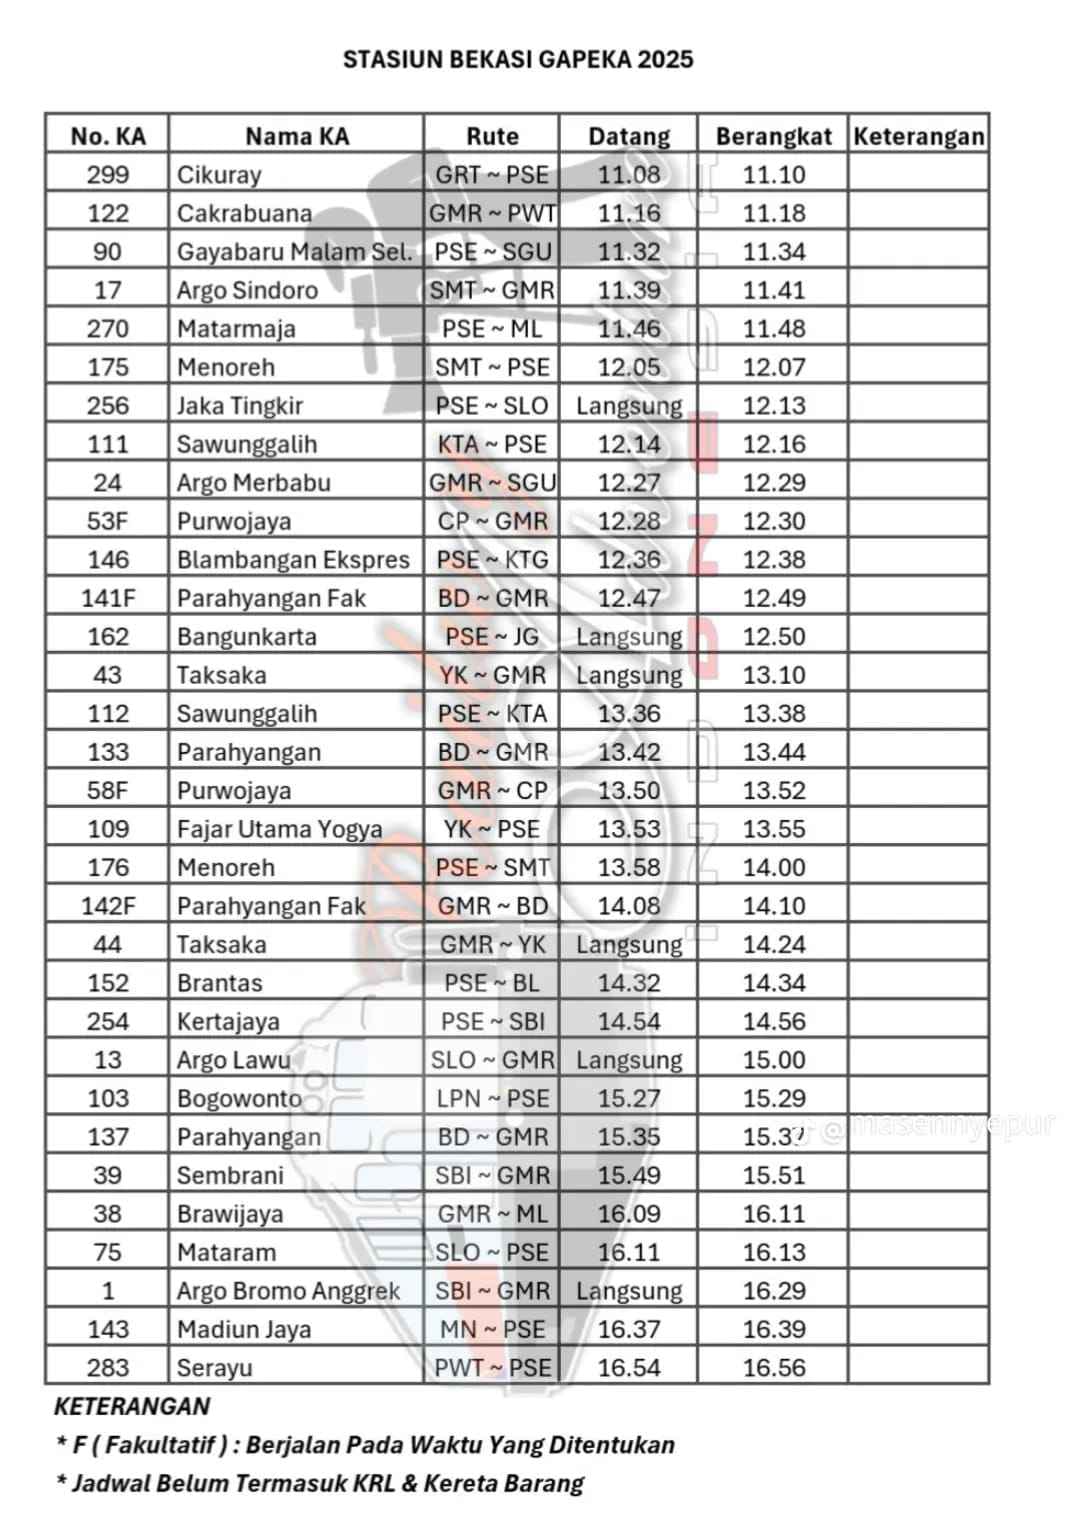 STASIUN BEKASI GAPEKA 2025
No. KA Nama KA Rute Datang Berangkat Keterangan
299 Cikuray GRT ~ PSE 11.08 11.10
122 Cakrabuana GMR ~ PWT 11.16 11.18
90 Gayabaru Malam Sel. PSE ~ SGU 11.32 11.34
17 Argo Sindoro SMT ~ GMR 11.39 11.41
270 Matarmaja PSE ~ ML 11.46 11.48
175 Menoreh SMT ~ PSE 12.05 12.07
256 Jaka Tingkir PSE ~ SLO Langsung 12.13
111 Sawunggalih KTA ~ PSE 12.14 12.16
24 Argo Merbabu GMR ~ SGU 12.27 12.29
53F Purwojaya CP ~ GMR 12.28 12.30
146 Blambangan Ekspres PSE ~ KTG 12.36 12.38
141F Parahyangan Fak BD ~ GMR 12.47 12.49
162 Bangunkarta PSE ~ JG Langsung 12.50
43 Taksaka YK ~ GMR Langsung 13.10
112 Sawunggalih PSE ~ KTA 13.36 13.38
133 Parahyangan BD ~ GMR 13.42 13.44
58F Purwojaya GMR ~ CP 13.50 13.52
109 Fajar Utama Yogya YK ~ PSE 13.53 13.55
176 Menoreh PSE ~ SMT 13.58 14.00
142F Parahyangan Fak GMR ~ BD 14.08 14.10
44 Taksaka GMR ~ YK Langsung 14.24
152 Brantas PSE ~ BL 14.32 14.34
254 Kertajaya PSE ~ SBI 14.54 14.56
13 Argo Lawu SLO ~ GMR Langsung 15.00
103 Bogowonto LPN ~ PSE 15.27 15.29
137 Parahyangan BD ~ GMR 15.35 15.37
@masennyepur
39 Sembrani SBI ~ GMR 15.49 15.51
38 Brawijaya GMR ~ ML 16.09 16.11
75 Mataram SLO ~ PSE 16.11 16.13
1 Argo Bromo Anggrek SBI ~ GMR Langsung 16.29
143 Madiun Jaya MN ~ PSE 16.37 16.39
283 Serayu PWT ~ PSE 16.54 16.56
KETERANGAN
* F ( Fakultatif ) : Berjalan Pada Waktu Yang Ditentukan
* Jadwal Belum Termasuk KRL & Kereta Barang